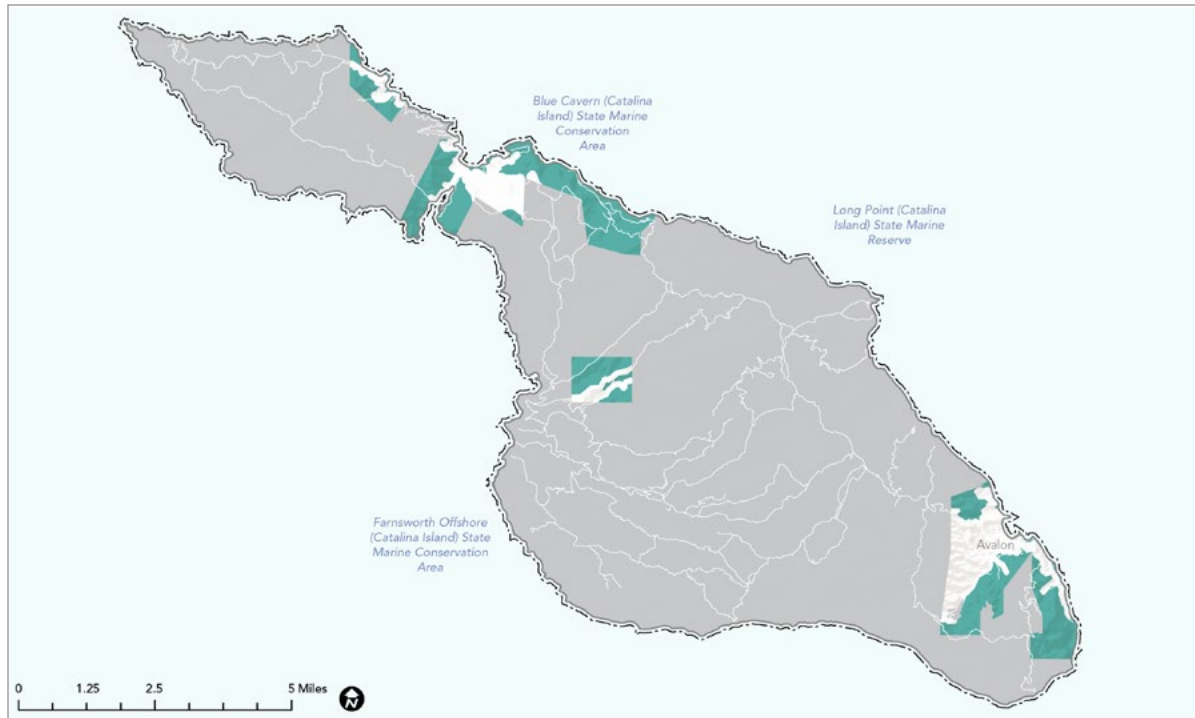 Blue Cavern (Catalina
Island) State Marine
Conservation
Area
Long Point (Catalina
Island) State Marine
Reserve
Farnsworth Offshore
(Catalina Island) State
Marine Conservation
Area
Avalon
0 1.25 2.5 5 Miles
N